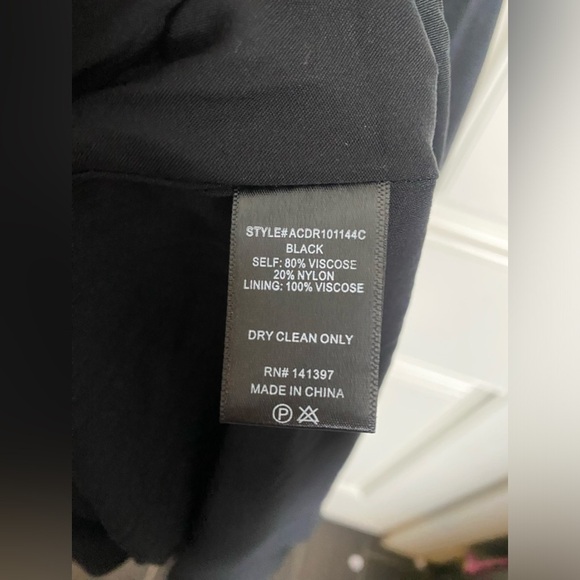 STYLE#ACDR101144C
BLACK
SELF: 80% VISCOSE
20% NYLON
LINING: 100% VISCOSE
DRY CLEAN ONLY
RN# 141397
MADE IN CHINA
P